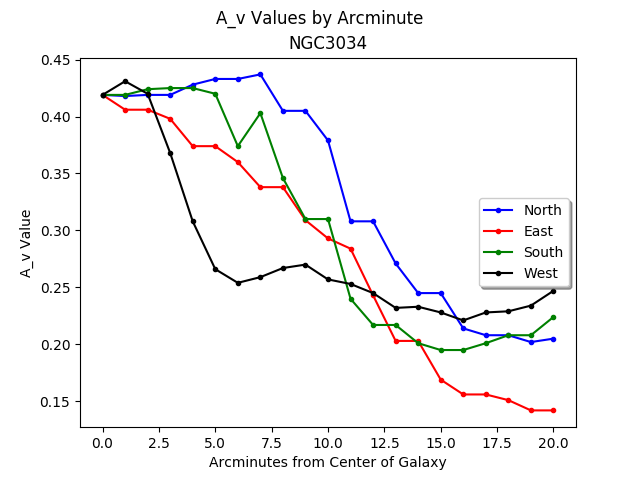 A_v Values by Arcminute
NGC3034
0.45
0.40
0.35
0.30
0.25
0.20
0.15
A_v Value
North
East
South
West
0.0 2.5 5.0 7.5 10.0 12.5 15.0 17.5 20.0
Arcminutes from Center of Galaxy